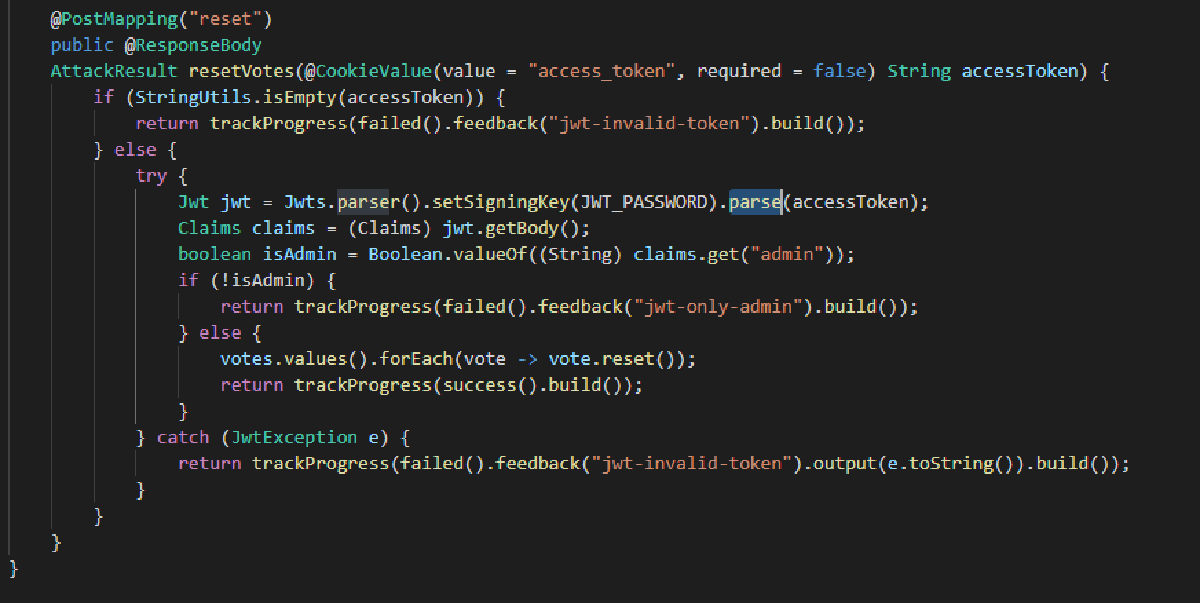 @PostMapping("reset")
public @ResponseBody
AttackResult resetVotes(@CookieValue(value = "access_token", required = false) String accessToken) {
if (StringUtils.isEmpty(accessToken)) {
return trackProgress(failed().feedback("jwt-invalid-token").build());
} else {
try {
Jwt jwt = Jwts.parser().setSigningKey(JWT_PASSWORD).parse(accessToken);
Claims claims = (Claims) jwt.getBody();
boolean isAdmin = Boolean.valueOf((String) claims.get("admin"));
if (!isAdmin) {
return trackProgress(failed().feedback("jwt-only-admin").build());
} else {
votes.values().forEach(vote -> vote.reset());
return trackProgress(success().build());
}
} catch (JwtException e) {
return trackProgress(failed().feedback("jwt-invalid-token").output(e.toString()).build());
}
}
}
}